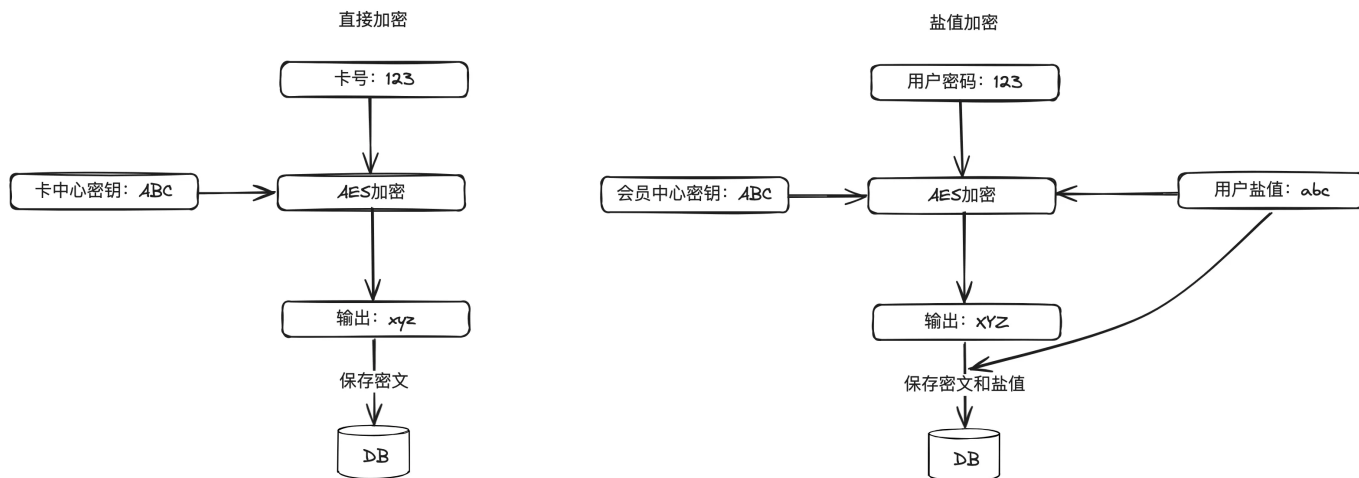 直接加密
卡号：123
卡中心密钥：ABC
AES加密
输出：xyz
保存密文
DB
盐值加密
用户密码：123
会员中心密钥：ABC
AES加密
用户盐值：abc
输出：XYZ
保存密文和盐值
DB